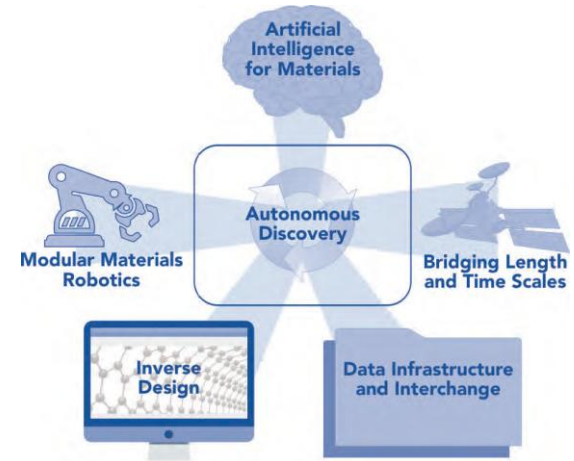 Artificial
Intelligence
for Materials
Autonomous
Discovery
Modular Materials
Robotics
Bridging Length
and Time Scales
Inverse
Design
Data Infrastructure
and Interchange